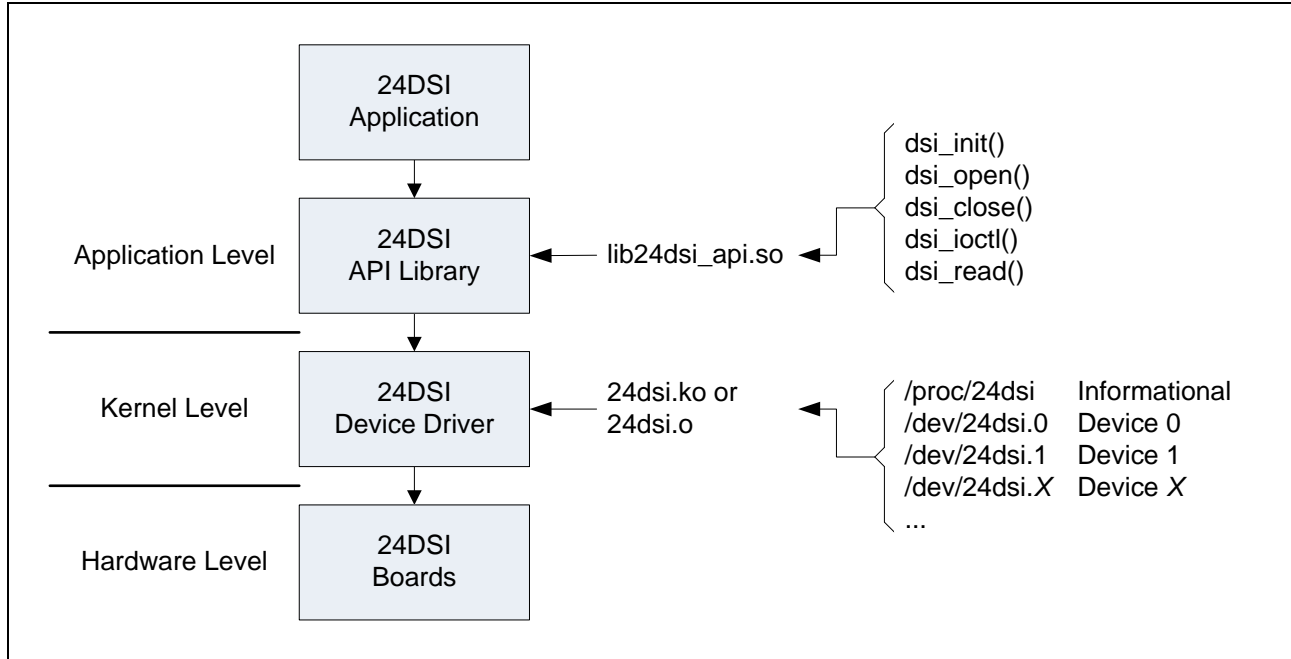 24DSI
Application
Application Level
24DSI
API Library
lib24dsi_api.so
dsi_init()
dsi_open()
dsi_close()
dsi_ioctl()
dsi_read()
Kernel Level
24DSI
Device Driver
24dsi.ko or
24dsi.o
/proc/24dsi Informational
/dev/24dsi.0 Device 0
/dev/24dsi.1 Device 1
/dev/24dsi.X Device X
...
Hardware Level
24DSI
Boards